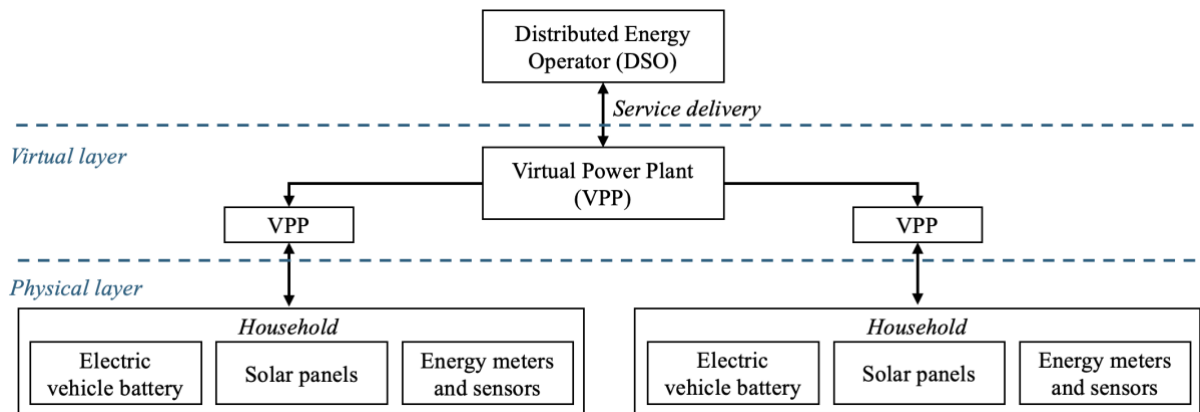 Distributed Energy
Operator (DSO)
Service delivery
Virtual layer
Virtual Power Plant
(VPP)
VPP
VPP
Physical layer
Household
Electric
vehicle battery
Solar panels
Energy meters
and sensors
Household
Electric
vehicle battery
Solar panels
Energy meters
and sensors